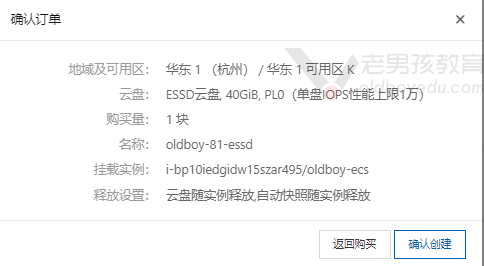 确认订单
×
老男孩教育
oldboyedu.com
地域及可用区： 华东 1 （杭州） / 华东 1 可用区 K
云盘： ESSD云盘, 40GiB, PL0（单盘IOPS性能上限1万）
购买量： 1 块
名称： oldboy-81-essd
挂载实例： i-bp10iedgidw15szar495/oldboy-ecs
释放设置： 云盘随实例释放,自动快照随实例释放
返回购买 确认创建